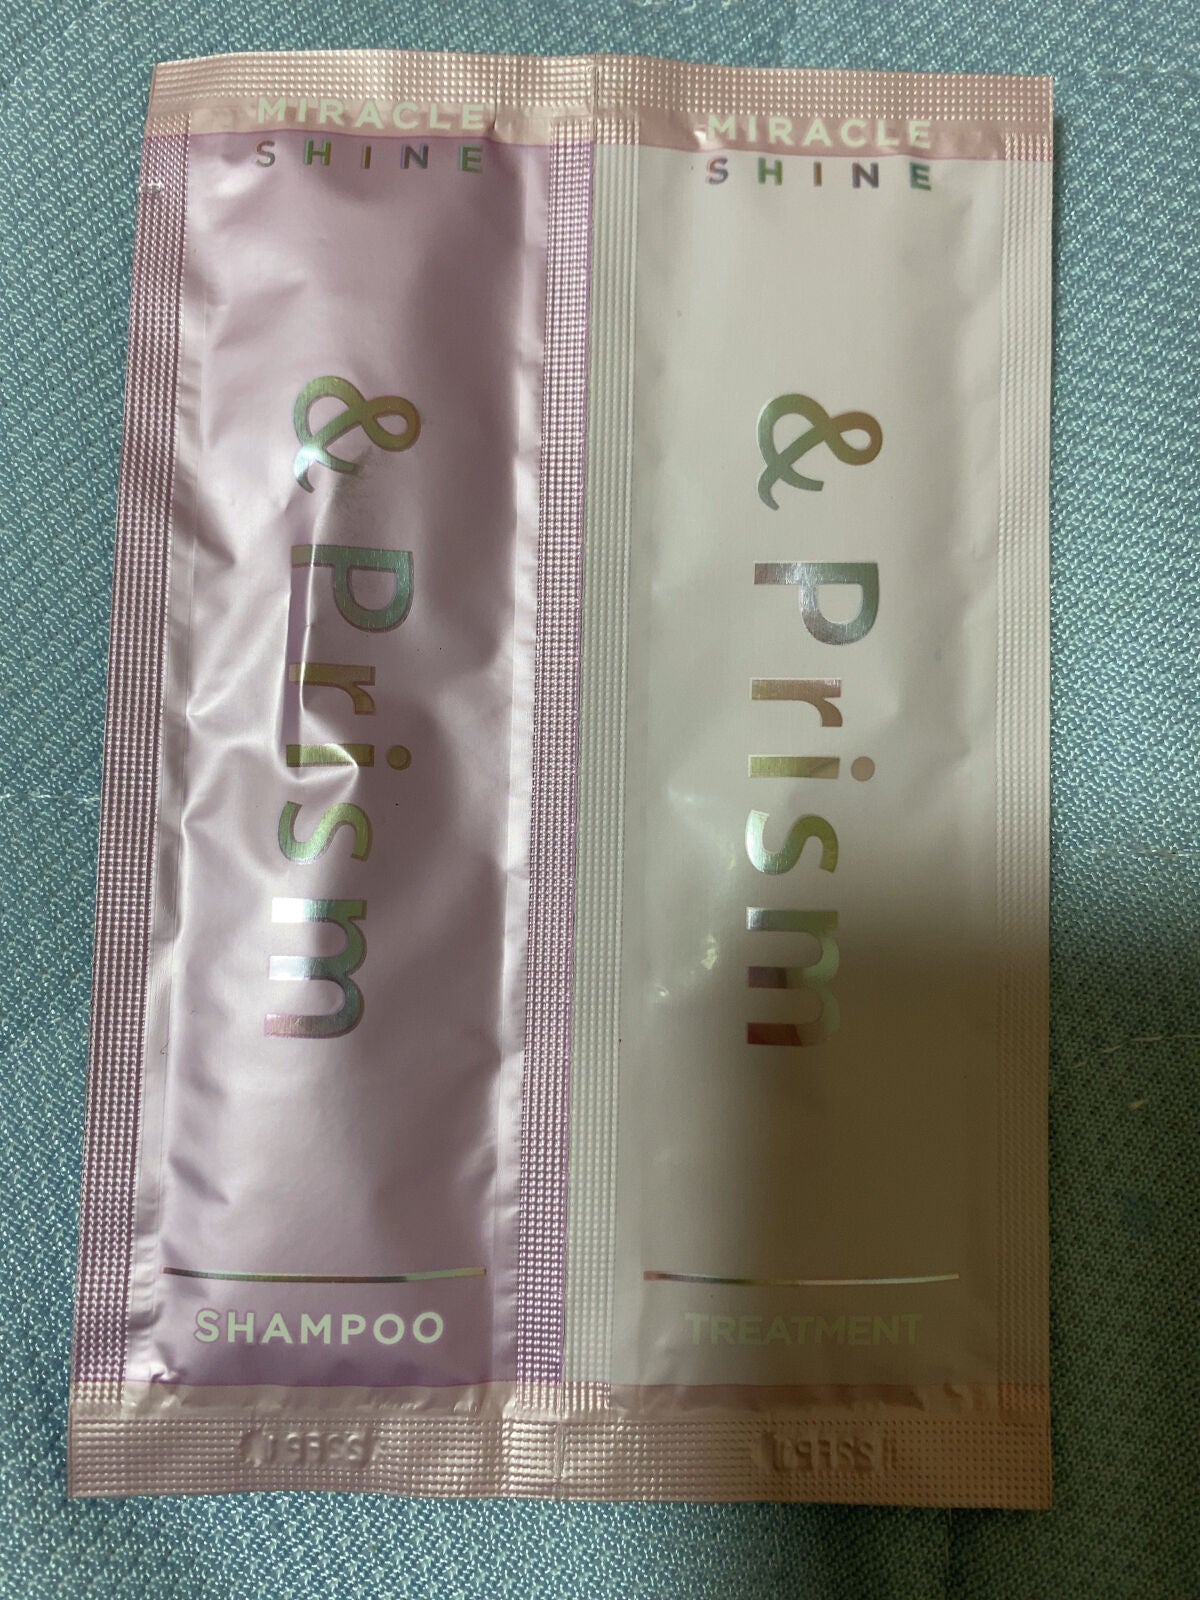 MIRACLE
SHINE
& Prism
SHAMPOO
MIRACLE
SHINE
& Prism
TREATMENT